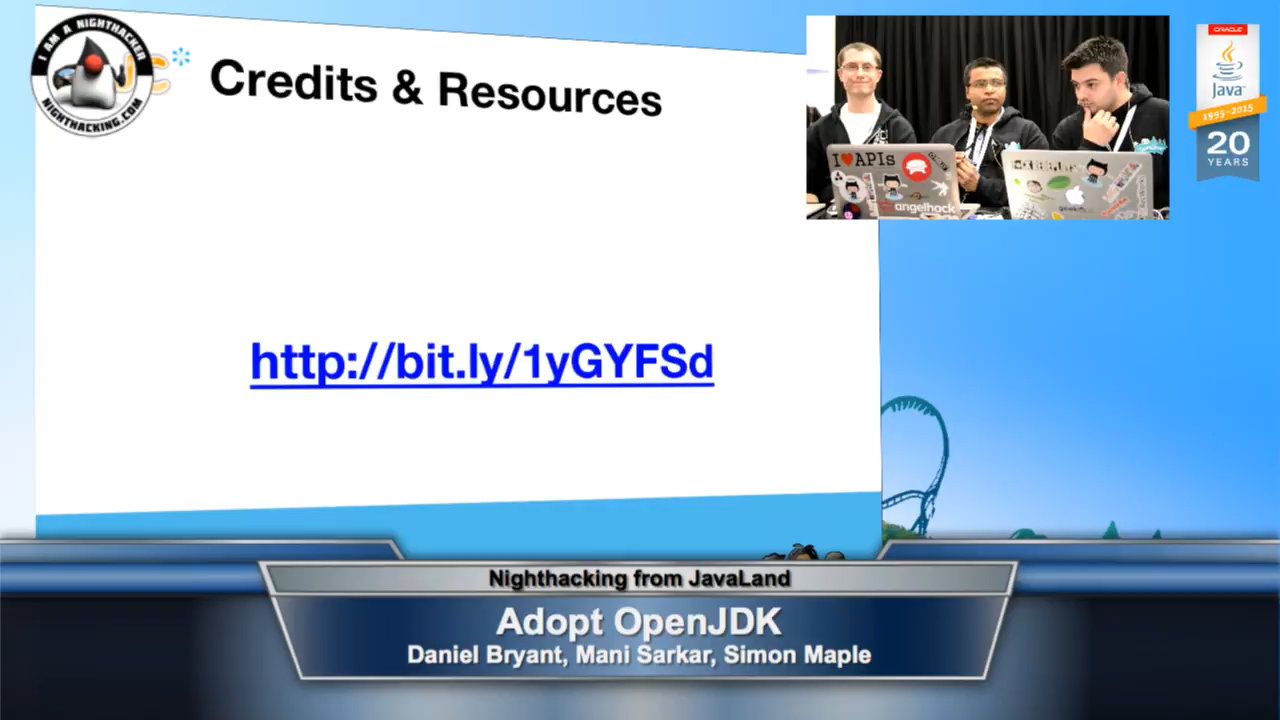 I AM A NIGHTHACKER
NIGHTHACKING.COM
Credits & Resources
http://bit.ly/1yGYFSd
I ♥ APIs
angelhack
ORACLE
Java
1995-2015
20
YEARS
Nighthacking from JavaLand
Adopt OpenJDK
Daniel Bryant, Mani Sarkar, Simon Maple